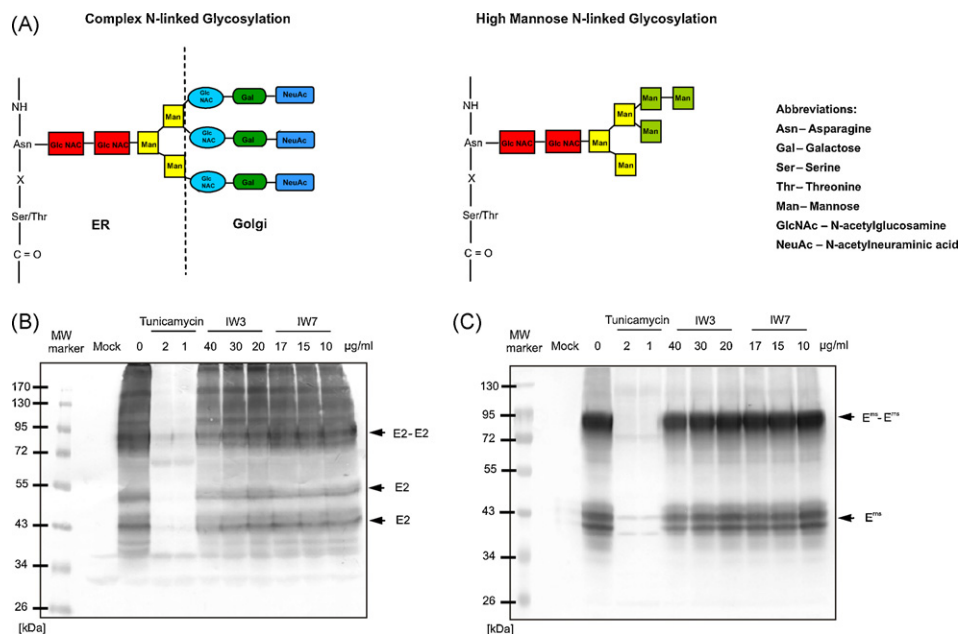 (A)
Complex N-linked Glycosylation
High Mannose N-linked Glycosylation
NH
Asn
X
Ser/Thr
C = O
Glc NAC
Glc NAC
Man
Man
Man
Glc NAC
Gal
NeuAc
Glc NAC
Gal
NeuAc
Glc NAC
Gal
NeuAc
ER
Golgi
NH
Asn
X
Ser/Thr
C = O
Glc NAC
Glc NAC
Man
Man
Man
Man
Man
Man
Abbreviations:
Asn – Asparagine
Gal – Galactose
Ser – Serine
Thr – Threonine
Man – Mannose
GlcNAc – N-acetylglucosamine
NeuAc – N-acetylneuraminic acid
(B)
MW marker
Mock
Tunicamycin
IW3
IW7
0 2 1 40 30 20 17 15 10 µg/ml
170
130
95
72
55
43
34
26
[kDa]
E2-E2
E2
E2
(C)
MW marker
Mock
Tunicamycin
IW3
IW7
0 2 1 40 30 20 17 15 10 µg/ml
130
95
72
55
43
34
26
[kDa]
E^rns-E^rns
E^rns